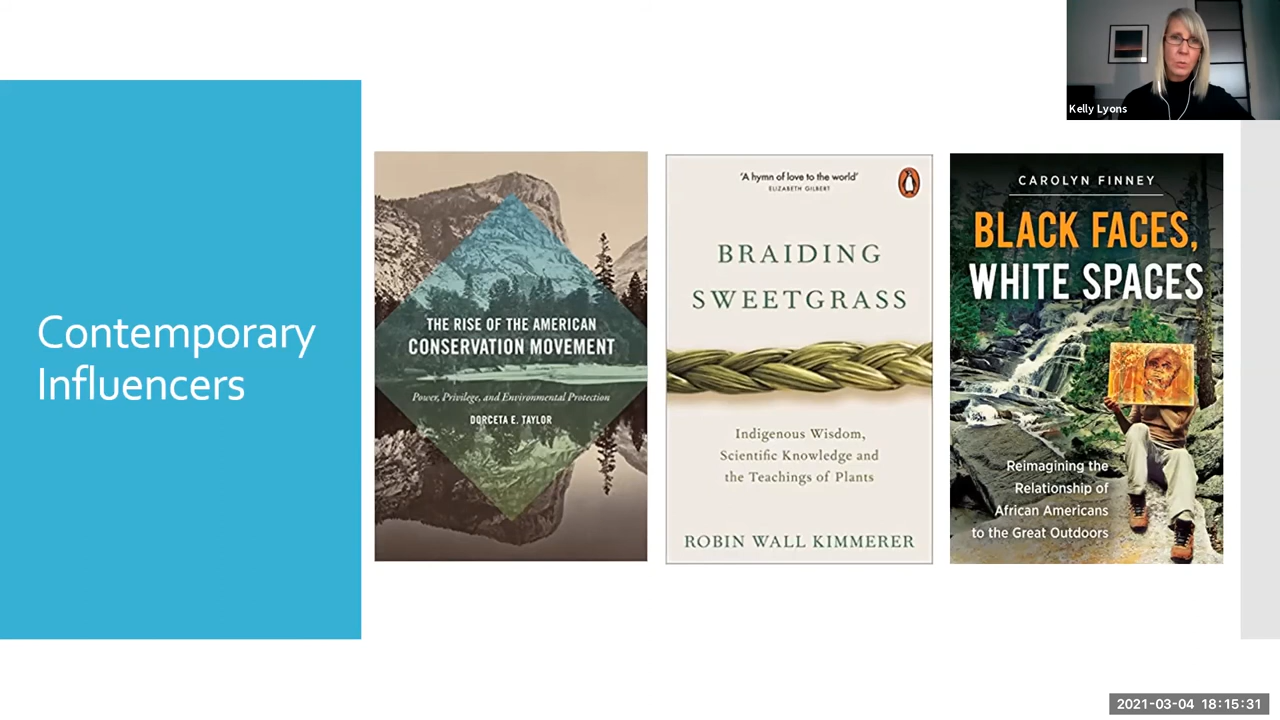 Kelly Lyons
Contemporary
Influencers
THE RISE OF THE AMERICAN
CONSERVATION MOVEMENT
Power, Privilege, and Environmental Protection
DORCETA E. TAYLOR
'A hymn of love to the world'
ELIZABETH GILBERT
BRAIDING
SWEETGRASS
Indigenous Wisdom,
Scientific Knowledge and
the Teachings of Plants
ROBIN WALL KIMMERER
CAROLYN FINNEY
BLACK FACES,
WHITE SPACES
Reimagining the
Relationship of
African Americans
to the Great Outdoors
2021-03-04 18:15:31